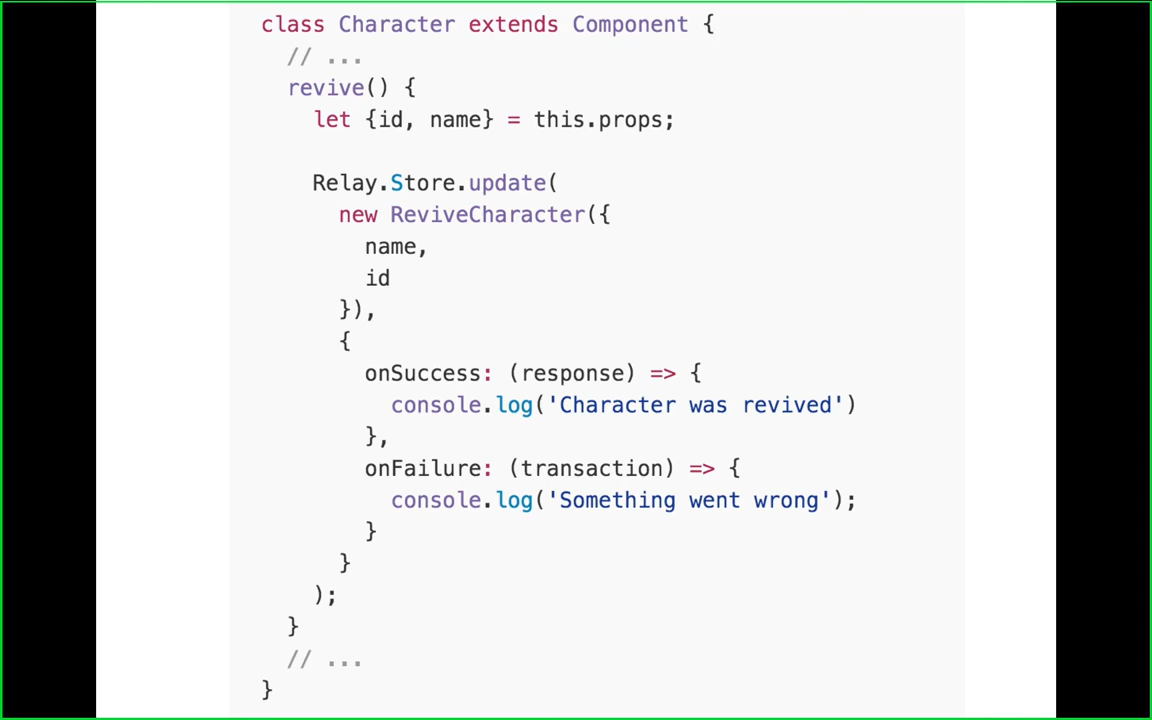 class Character extends Component {
  // ...
  revive() {
    let {id, name} = this.props;

    Relay.Store.update(
      new ReviveCharacter({
        name,
        id
      }),
      {
        onSuccess: (response) => {
          console.log('Character was revived')
        },
        onFailure: (transaction) => {
          console.log('Something went wrong');
        }
      }
    );
  }
  // ...
}